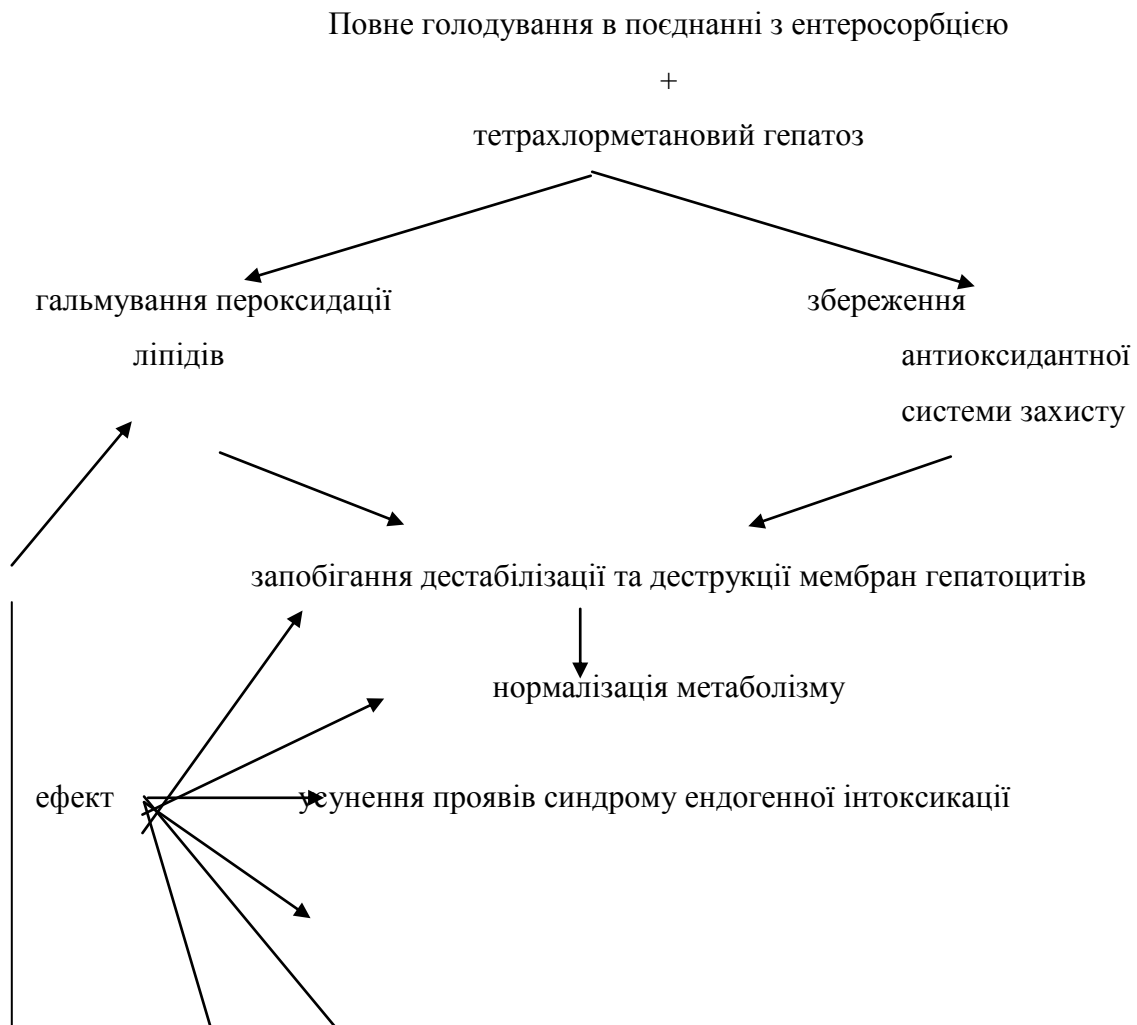 Повне голодування в поєднанні з ентеросорбцією
+
тетрахлорметановий гепатоз
гальмування пероксидації
ліпідів
збереження
антиоксидантної
системи захисту
запобігання дестабілізації та деструкції мембран гепатоцитів
нормалізація метаболізму
ефект
усунення проявів синдрому ендогенної інтоксикації